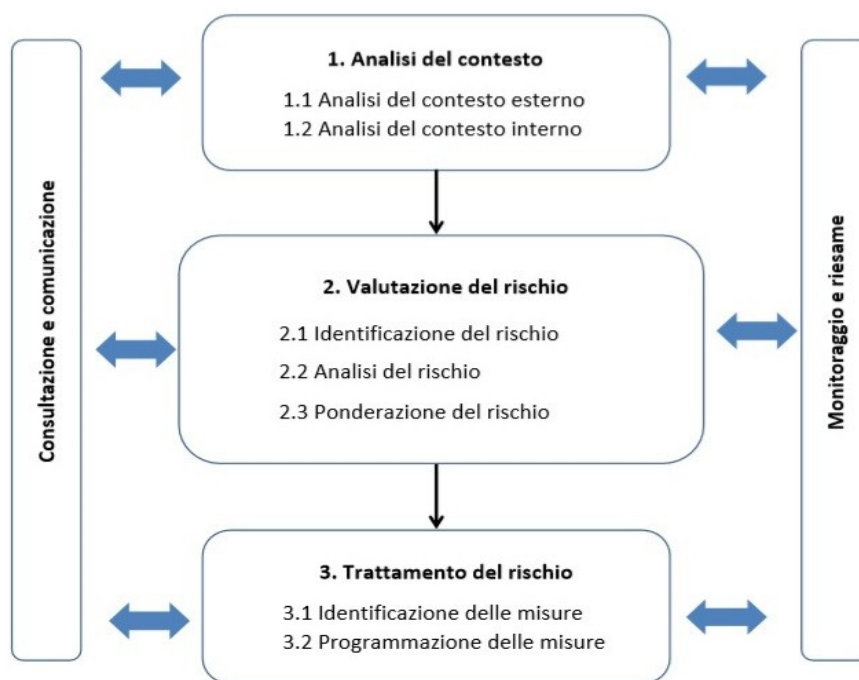 Consultazione e comunicazione
1. Analisi del contesto
1.1 Analisi del contesto esterno
1.2 Analisi del contesto interno
2. Valutazione del rischio
2.1 Identificazione del rischio
2.2 Analisi del rischio
2.3 Ponderazione del rischio
3. Trattamento del rischio
3.1 Identificazione delle misure
3.2 Programmazione delle misure
Monitoraggio e riesame